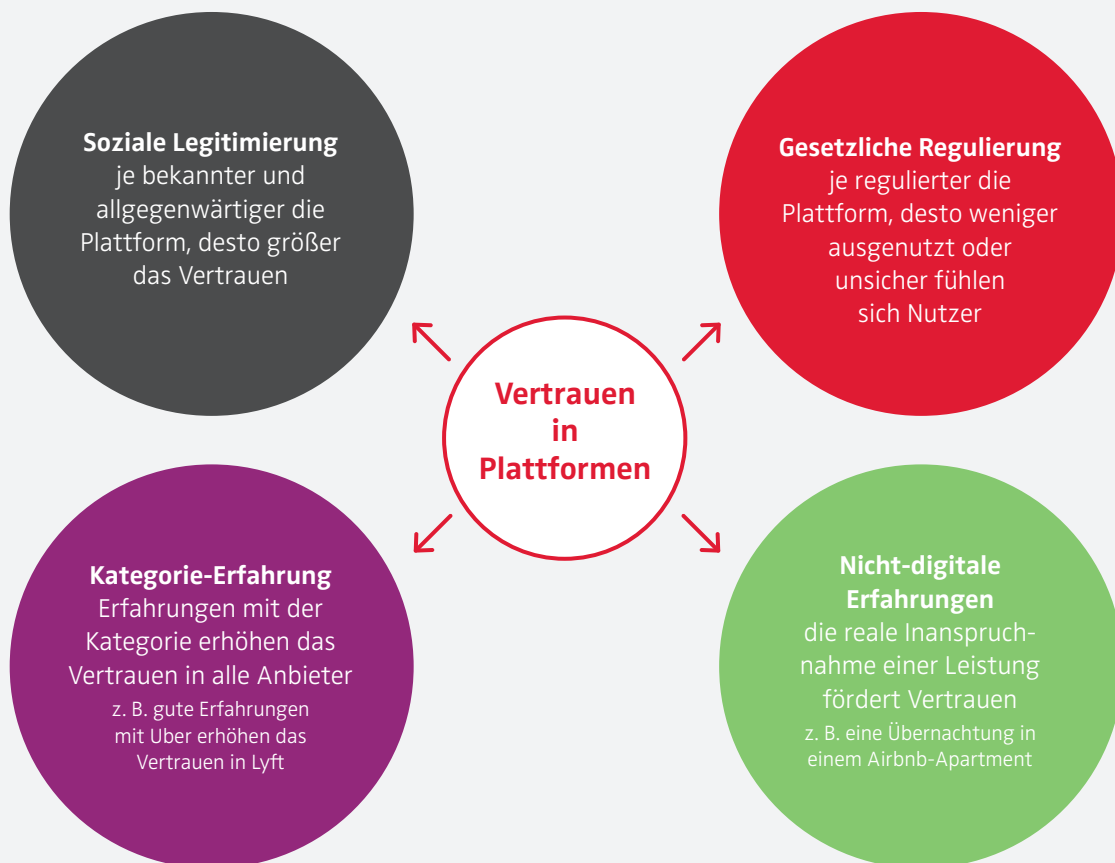 Soziale Legitimierung
je bekannter und
allgegenwärtiger die
Plattform, desto größer
das Vertrauen
Gesetzliche Regulierung
je regulierter die
Plattform, desto weniger
ausgenutzt oder
unsicher fühlen
sich Nutzer
Vertrauen
in
Plattformen
Kategorie-Erfahrung
Erfahrungen mit der
Kategorie erhöhen das
Vertrauen in alle Anbieter
z. B. gute Erfahrungen
mit Uber erhöhen das
Vertrauen in Lyft
Nicht-digitale
Erfahrungen
die reale Inanspruch-
nahme einer Leistung
fördert Vertrauen
z. B. eine Übernachtung in
einem Airbnb-Apartment